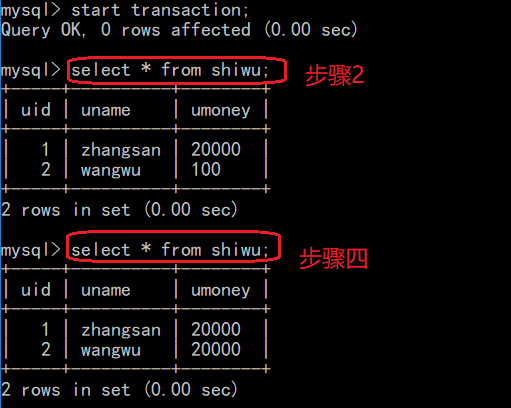 mysql> start transaction;
Query OK, 0 rows affected (0.00 sec)
mysql> select * from shiwu; 步骤2
+------+----------+--------+
| uid | uname | umoney |
+------+----------+--------+
| 1 | zhangsan | 20000 |
| 2 | wangwu | 100 |
+------+----------+--------+
2 rows in set (0.00 sec)
mysql> select * from shiwu; 步骤四
+------+----------+--------+
| uid | uname | umoney |
+------+----------+--------+
| 1 | zhangsan | 20000 |
| 2 | wangwu | 20000 |
+------+----------+--------+
2 rows in set (0.00 sec)